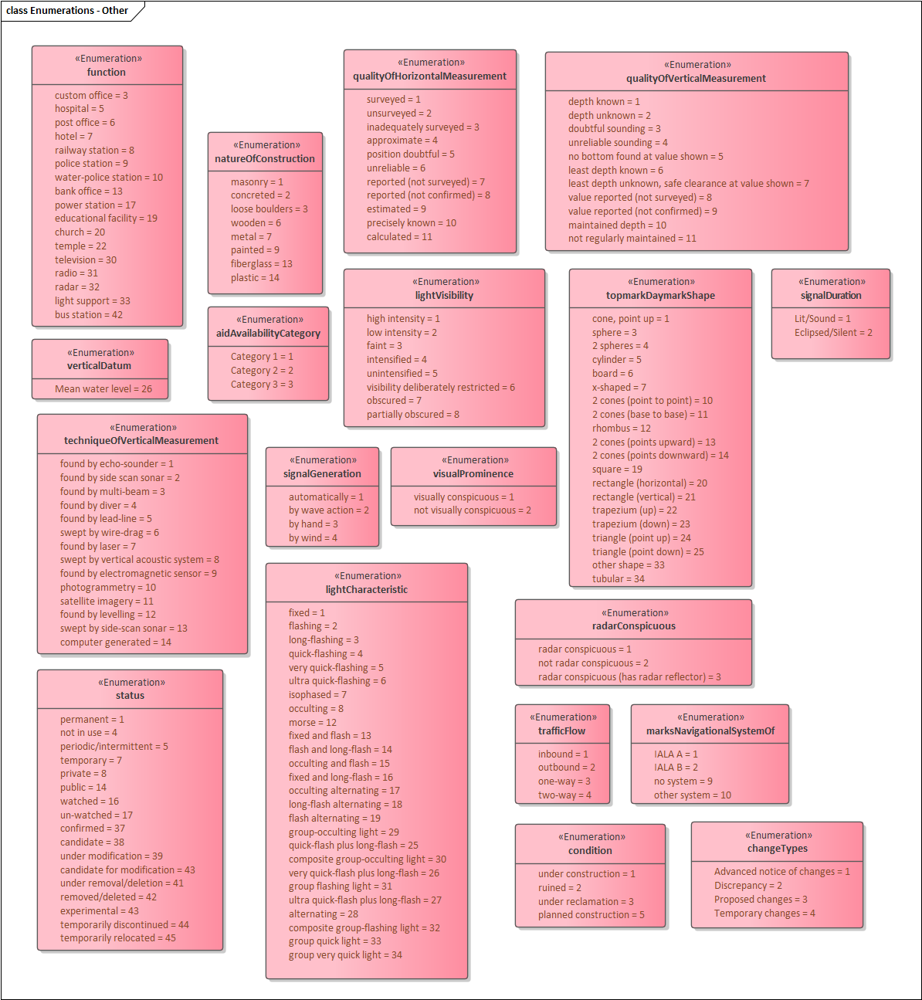 class Enumerations - Other
«Enumeration»
function
custom office = 3
hospital = 5
post office = 6
hotel = 7
railway station = 8
police station = 9
water-police station = 10
bank office = 13
power station = 17
educational facility = 19
church = 20
temple = 22
television = 30
radio = 31
radar = 32
light support = 33
bus station = 42
«Enumeration»
verticalDatum
Mean water level = 26
«Enumeration»
natureOfConstruction
masonry = 1
concreted = 2
loose boulders = 3
wooden = 6
metal = 7
painted = 9
fiberglass = 13
plastic = 14
«Enumeration»
aidAvailabilityCategory
Category 1 = 1
Category 2 = 2
Category 3 = 3
«Enumeration»
qualityOfHorizontalMeasurement
surveyed = 1
unsurveyed = 2
inadequately surveyed = 3
approximate = 4
position doubtful = 5
unreliable = 6
reported (not surveyed) = 7
reported (not confirmed) = 8
estimated = 9
precisely known = 10
calculated = 11
«Enumeration»
qualityOfVerticalMeasurement
depth known = 1
depth unknown = 2
doubtful sounding = 3
unreliable sounding = 4
no bottom found at value shown = 5
least depth known = 6
least depth unknown, safe clearance at value shown = 7
value reported (not surveyed) = 8
value reported (not confirmed) = 9
maintained depth = 10
not regularly maintained = 11
«Enumeration»
lightVisibility
high intensity = 1
low intensity = 2
faint = 3
intensified = 4
unintensified = 5
visibility deliberately restricted = 6
obscured = 7
partially obscured = 8
«Enumeration»
topmarkDaymarkShape
cone, point up = 1
sphere = 3
2 spheres = 4
cylinder = 5
board = 6
x-shaped = 7
2 cones (point to point) = 10
2 cones (base to base) = 11
rhombus = 12
2 cones (points upward) = 13
2 cones (points downward) = 14
square = 19
rectangle (horizontal) = 20
rectangle (vertical) = 21
trapezium (up) = 22
trapezium (down) = 23
triangle (point up) = 24
triangle (point down) = 25
other shape = 33
tubular = 34
«Enumeration»
signalDuration
Lit/Sound = 1
Eclipsed/Silent = 2
«Enumeration»
techniqueOfVerticalMeasurement
found by echo-sounder = 1
found by side scan sonar = 2
found by multi-beam = 3
found by diver = 4
found by lead-line = 5
swept by wire-drag = 6
found by laser = 7
swept by vertical acoustic system = 8
found by electromagnetic sensor = 9
photogrammetry = 10
satellite imagery = 11
found by levelling = 12
swept by side-scan sonar = 13
computer generated = 14
«Enumeration»
signalGeneration
automatically = 1
by wave action = 2
by hand = 3
by wind = 4
«Enumeration»
visualProminence
visually conspicuous = 1
not visually conspicuous = 2
«Enumeration»
status
permanent = 1
not in use = 4
periodic/intermittent = 5
temporary = 7
private = 8
public = 14
watched = 16
un-watched = 17
confirmed = 37
candidate = 38
under modification = 39
candidate for modification = 43
under removal/deletion = 41
removed/deleted = 42
experimental = 43
temporarily discontinued = 44
temporarily relocated = 45
«Enumeration»
lightCharacteristic
fixed = 1
flashing = 2
long-flashing = 3
quick-flashing = 4
very quick-flashing = 5
ultra quick-flashing = 6
isophased = 7
occulting = 8
morse = 12
fixed and flash = 13
flash and long-flash = 14
occulting and flash = 15
fixed and long-flash = 16
occulting alternating = 17
long-flash alternating = 18
flash alternating = 19
group-occulting light = 29
quick-flash plus long-flash = 25
composite group-occulting light = 30
very quick-flash plus long-flash = 26
group flashing light = 31
ultra quick-flash plus long-flash = 27
alternating = 28
composite group-flashing light = 32
group quick light = 33
group very quick light = 34
«Enumeration»
radarConspicuous
radar conspicuous = 1
not radar conspicuous = 2
radar conspicuous (has radar reflector) = 3
«Enumeration»
trafficFlow
inbound = 1
outbound = 2
one-way = 3
two-way = 4
«Enumeration»
marksNavigationalSystemOf
IALA A = 1
IALA B = 2
no system = 9
other system = 10
«Enumeration»
condition
under construction = 1
ruined = 2
under reclamation = 3
planned construction = 5
«Enumeration»
changeTypes
Advanced notice of changes = 1
Discrepancy = 2
Proposed changes = 3
Temporary changes = 4